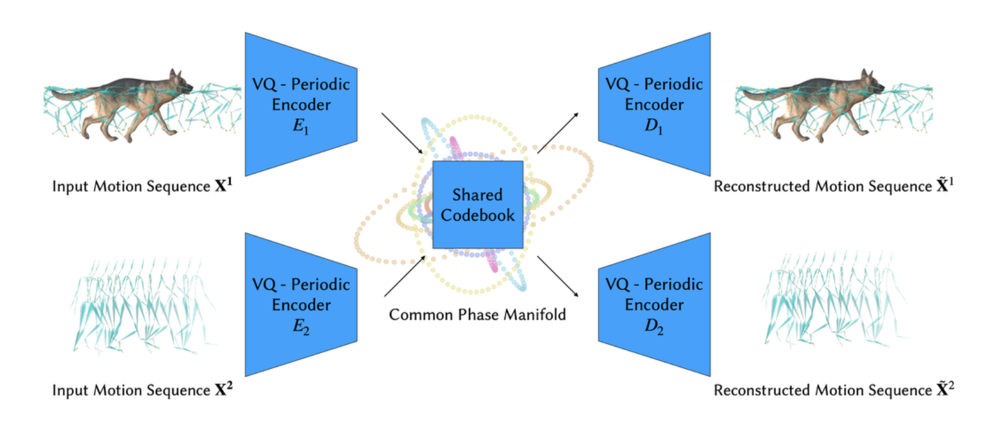 VQ - Periodic
Encoder
E₁
Input Motion Sequence X¹
VQ - Periodic
Encoder
E₂
Input Motion Sequence X²
Shared
Codebook
Common Phase Manifold
VQ - Periodic
Encoder
D₁
Reconstructed Motion Sequence X̃¹
VQ - Periodic
Encoder
D₂
Reconstructed Motion Sequence X̃²